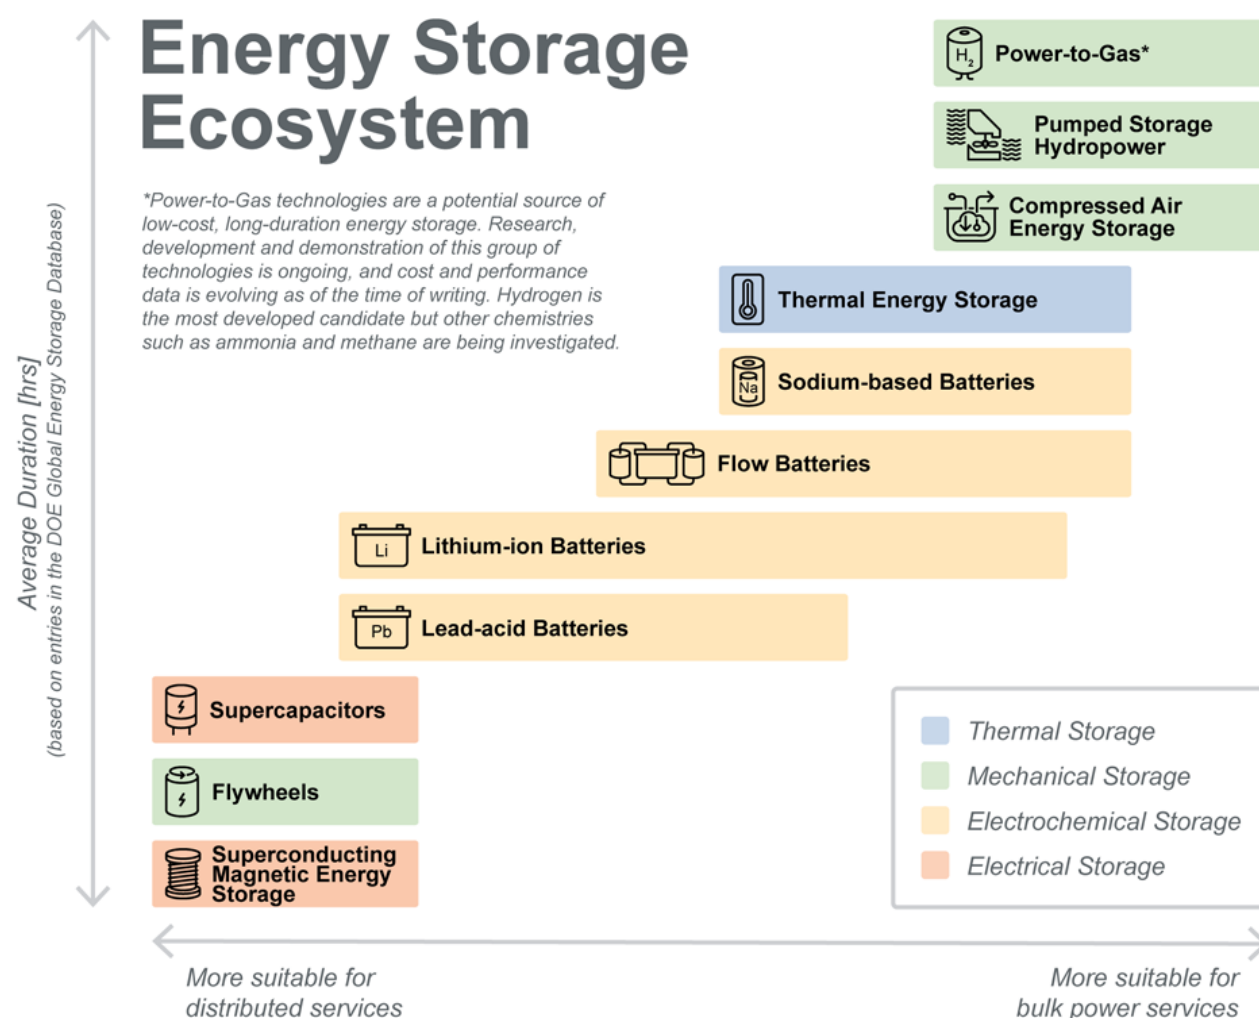 Energy Storage
Ecosystem
*Power-to-Gas technologies are a potential source of
low-cost, long-duration energy storage. Research,
development and demonstration of this group of
technologies is ongoing, and cost and performance
data is evolving as of the time of writing. Hydrogen is
the most developed candidate but other chemistries
such as ammonia and methane are being investigated.
Average Duration [hrs]
(based on entries in the DOE Global Energy Storage Database)
H2
Power-to-Gas*
Pumped Storage
Hydropower
Compressed Air
Energy Storage
Thermal Energy Storage
Na
Sodium-based Batteries
Flow Batteries
Li
Lithium-ion Batteries
Pb
Lead-acid Batteries
Supercapacitors
Flywheels
Superconducting
Magnetic Energy
Storage
Thermal Storage
Mechanical Storage
Electrochemical Storage
Electrical Storage
More suitable for
distributed services
More suitable for
bulk power services